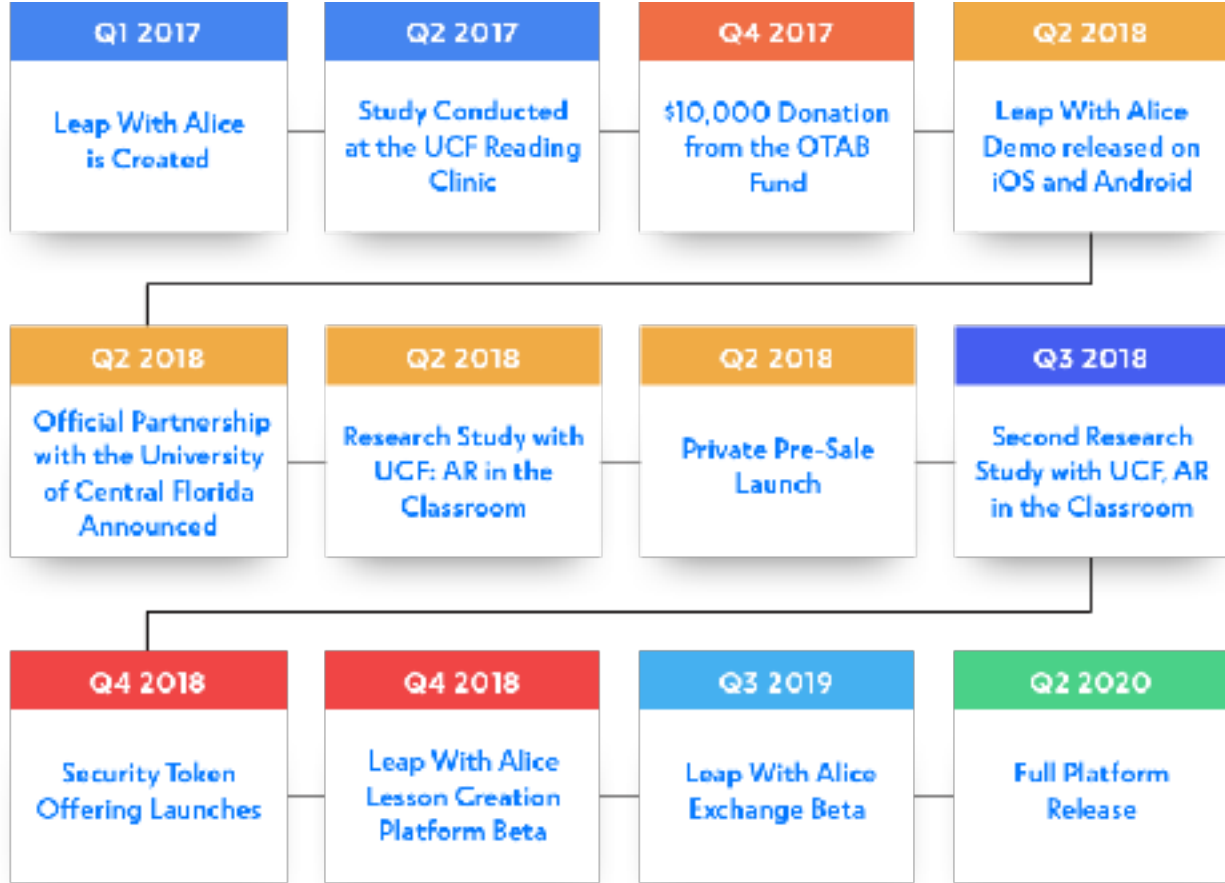 Q1 2017
Leap With Alice
is Created
Q2 2017
Study Conducted
at the UCF Reading
Clinic
Q4 2017
$10,000 Donation
from the OTAB
Fund
Q2 2018
Leap With Alice
Demo released on
iOS and Android
Q2 2018
Official Partnership
with the University
of Central Florida
Announced
Q2 2018
Research Study with
UCF: AR in the
Classroom
Q2 2018
Private Pre-Sale
Launch
Q3 2018
Second Research
Study with UCF, AR
in the Classroom
Q4 2018
Security Token
Offering Launches
Q4 2018
Leap With Alice
Lesson Creation
Platform Beta
Q3 2019
Leap With Alice
Exchange Beta
Q2 2020
Full Platform
Release